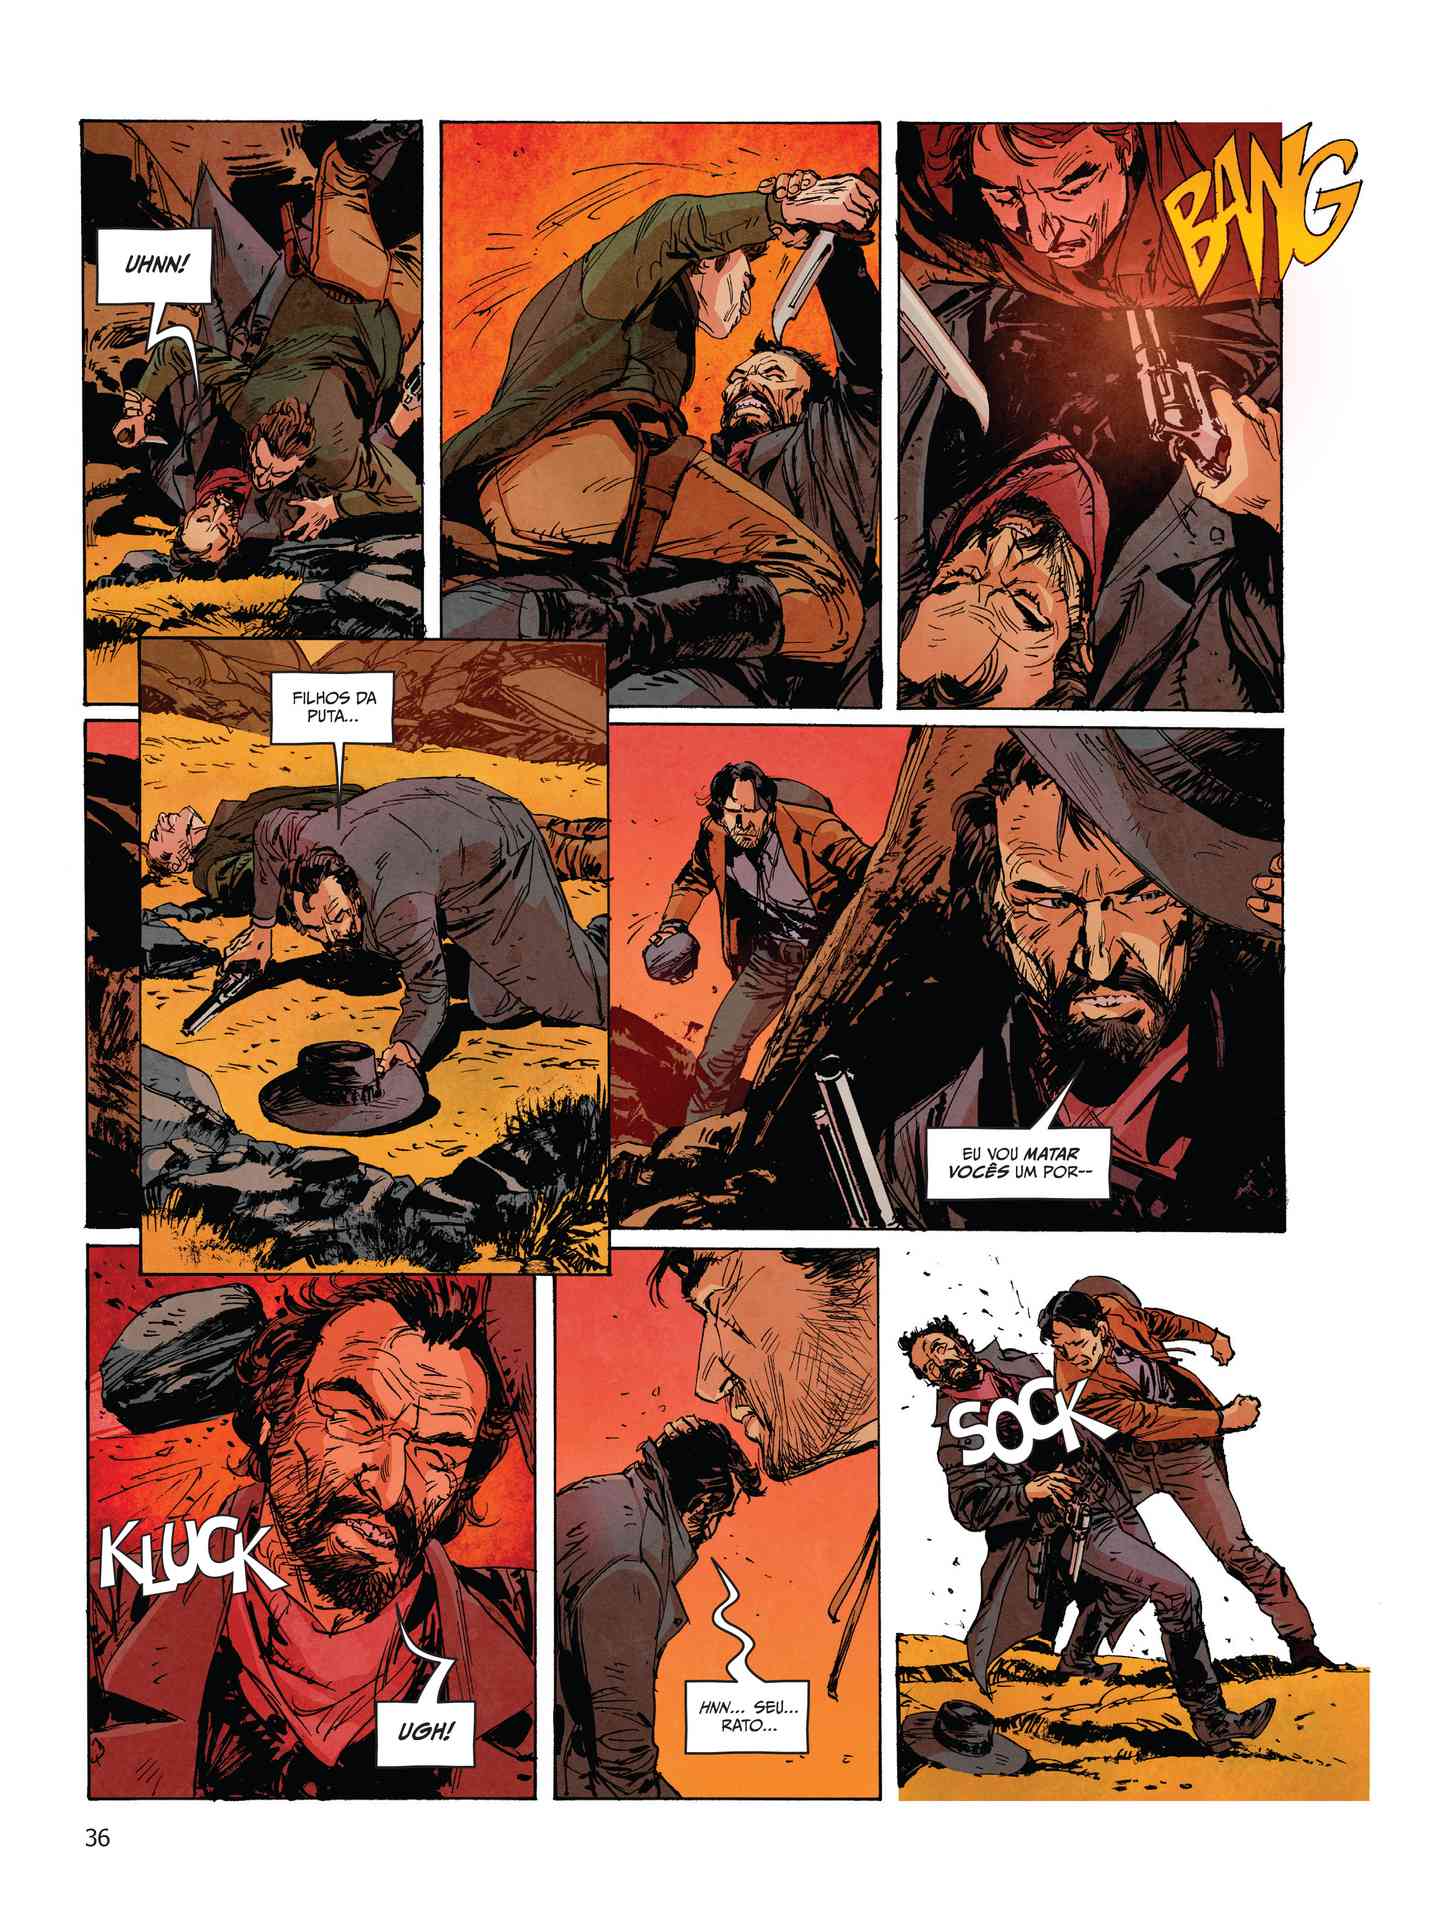 UHNN!
BANG
FILHOS DA
PUTA...
EU VOU MATAR
VOCÊS UM POR--
KLUCK
UGH!
HNN... SEU...
RATO...
SOCK
36